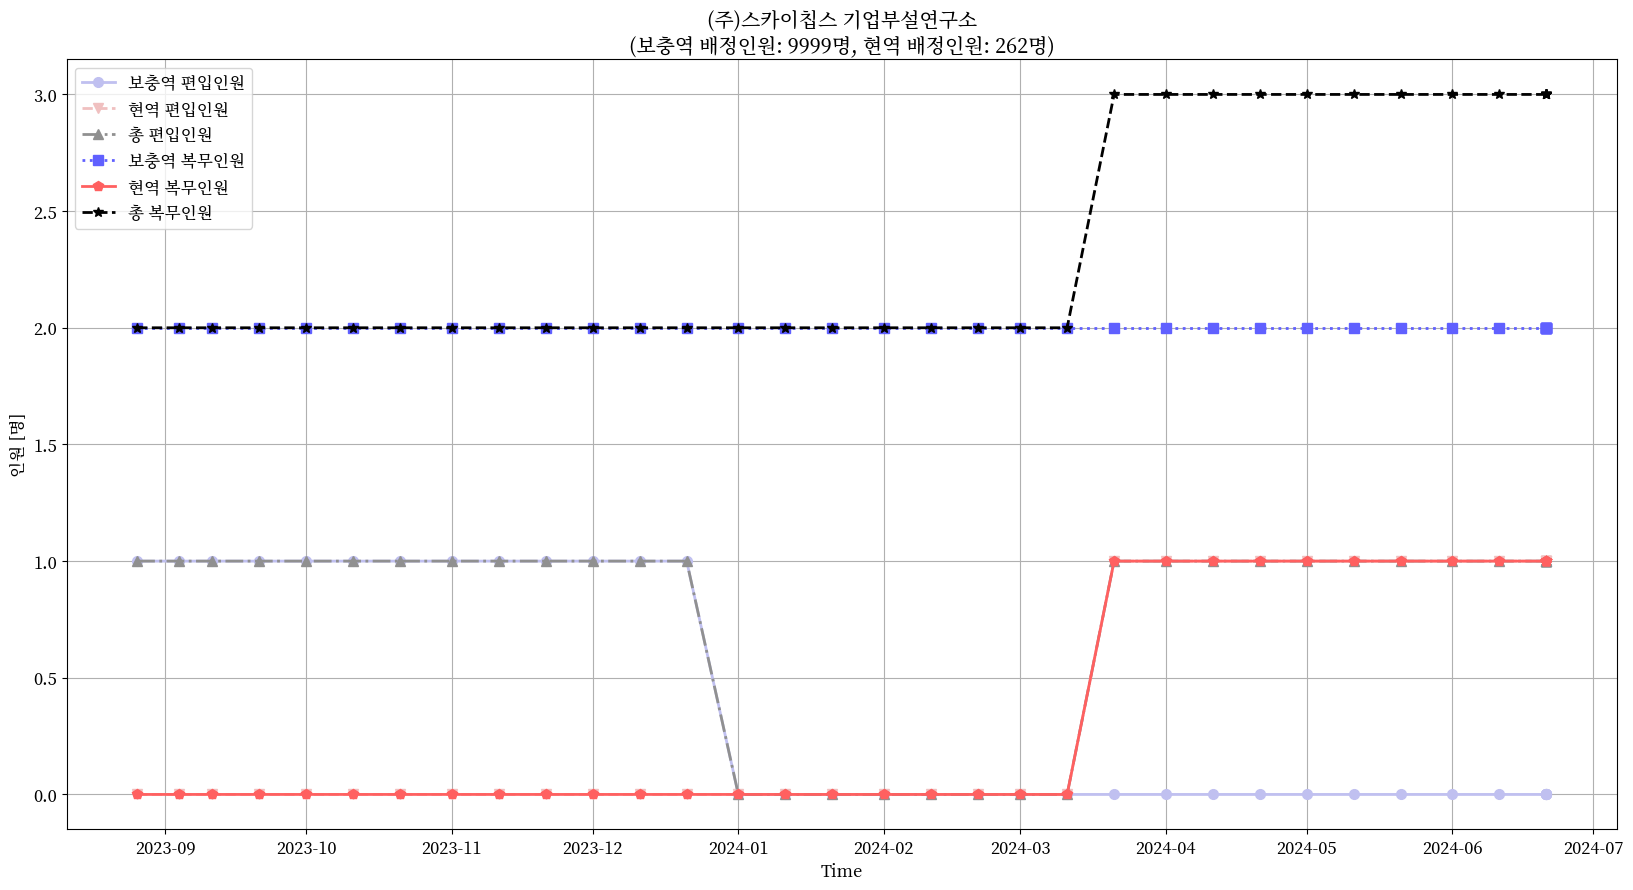 (주)스카이칩스 기업부설연구소
(보충역 배정인원: 9999명, 현역 배정인원: 262명)
보충역 편입인원
현역 편입인원
총 편입인원
보충역 복무인원
현역 복무인원
총 복무인원
3.0
2.5
2.0
1.5
1.0
0.5
0.0
인원 [명]
2023-09
2023-10
2023-11
2023-12
2024-01
2024-02
2024-03
2024-04
2024-05
2024-06
2024-07
Time